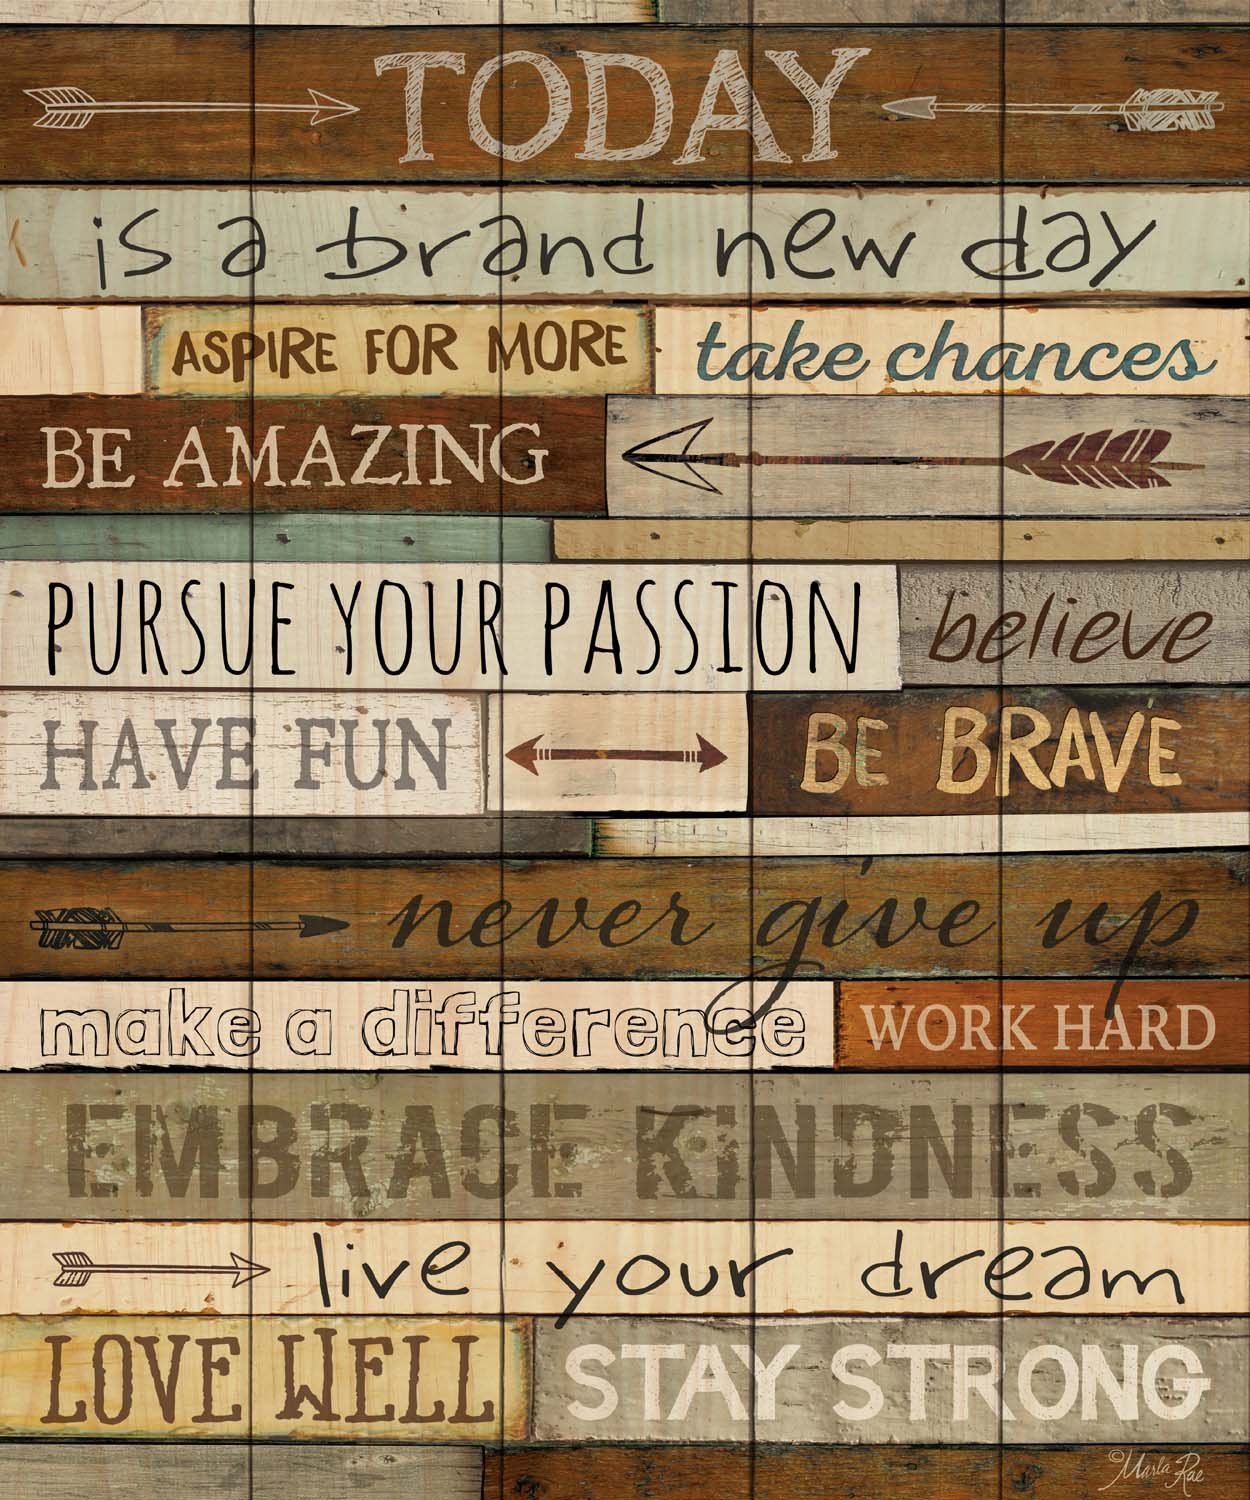 TODAY
is a brand new day
ASPIRE FOR MORE take chances
BE AMAZING
PURSUE YOUR PASSION believe
HAVE FUN BE BRAVE
never give up
make a difference WORK HARD
EMBRACE KiNDNESS
live your dream
LOVE WELL STAY STRONG
©Marla Rae